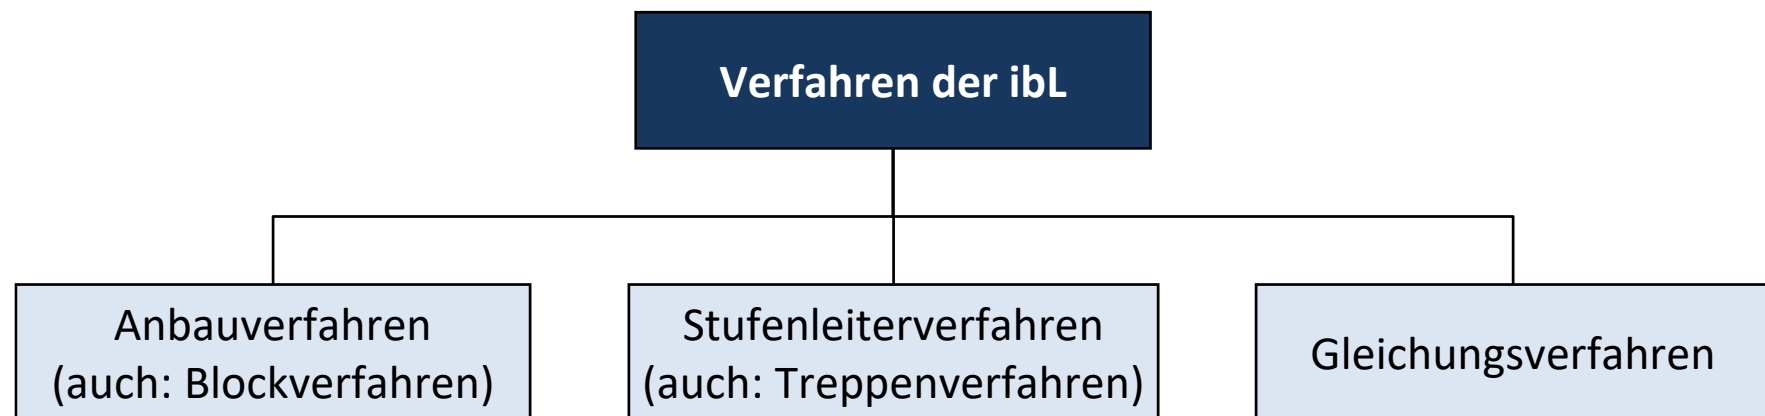 Verfahren der ibL
Anbauverfahren
(auch: Blockverfahren)
Stufenleiterverfahren
(auch: Treppenverfahren)
Gleichungsverfahren